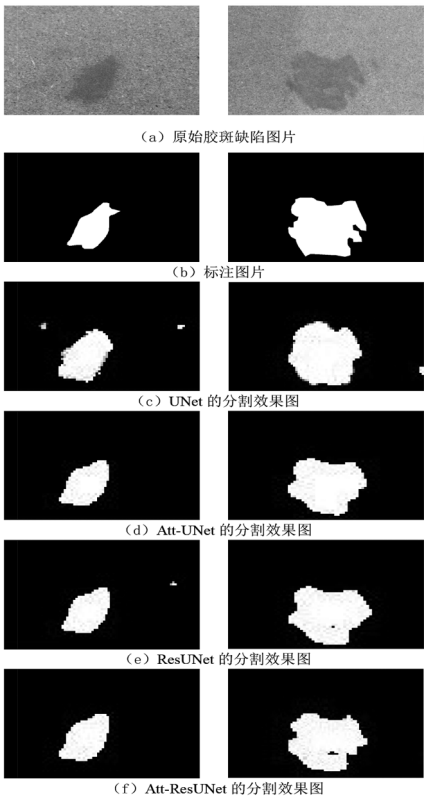 （a）原始胶斑缺陷图片
（b）标注图片
（c）UNet 的分割效果图
（d）Att-UNet 的分割效果图
（e）ResUNet 的分割效果图
（f）Att-ResUNet 的分割效果图